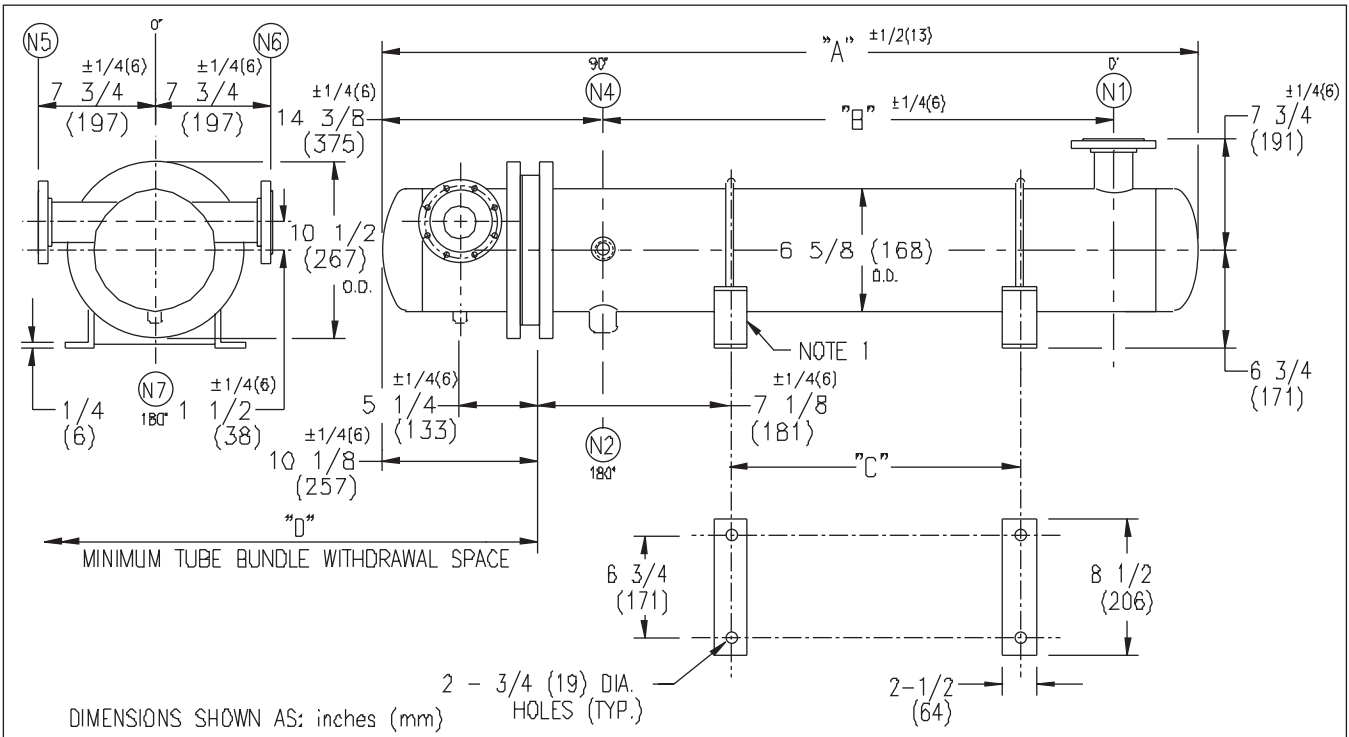 0°
N5
N6
±1/4(6)
±1/4(6)
7 3/4
(197)
7 3/4
(197)
±1/4(6)
14 3/8
(375)
"A" ±1/2(13)
90°
N4
0°
N1
"B" ±1/4(6)
±1/4(6)
7 3/4
(191)
10 1/2
(267)
O.D.
6 5/8 (168)
O.D.
NOTE 1
6 3/4
(171)
1/4
(6)
N7
180°
±1/4(6)
1 1/2
(38)
±1/4(6)
5 1/4
(133)
±1/4(6)
7 1/8
(181)
±1/4(6)
10 1/8
(257)
N2
180°
"C"
"D"
MINIMUM TUBE BUNDLE WITHDRAWAL SPACE
6 3/4
(171)
8 1/2
(206)
2 - 3/4 (19) DIA.
HOLES (TYP.)
2-1/2
(64)
DIMENSIONS SHOWN AS: inches (mm)